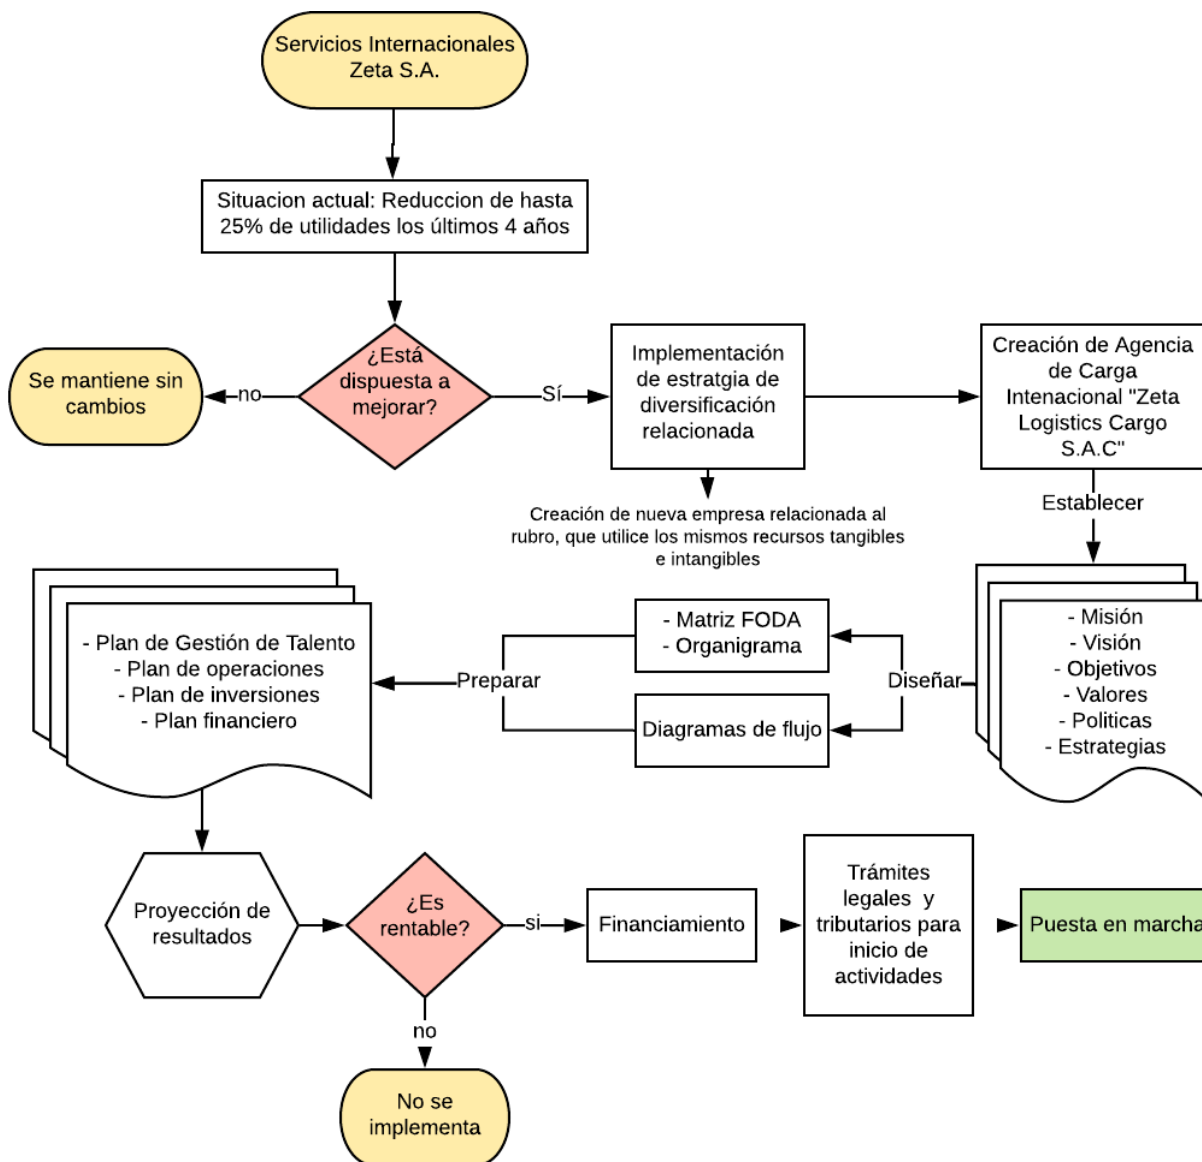 Servicios Internacionales
Zeta S.A.
Situacion actual: Reduccion de hasta
25% de utilidades los últimos 4 años
¿Está
dispuesta a
mejorar?
no
Se mantiene sin
cambios
Sí
Implementación
de estratgia de
diversificación
relacionada
Creación de nueva empresa relacionada al
rubro, que utilice los mismos recursos tangibles
e intangibles
Creación de Agencia
de Carga
Intenacional "Zeta
Logistics Cargo
S.A.C"
Establecer
- Misión
- Visión
- Objetivos
- Valores
- Politicas
- Estrategias
Diseñar
- Matriz FODA
- Organigrama
Diagramas de flujo
Preparar
- Plan de Gestión de Talento
- Plan de operaciones
- Plan de inversiones
- Plan financiero
Proyección de
resultados
¿Es
rentable?
si
Financiamiento
Trámites
legales y
tributarios para
inicio de
actividades
Puesta en marcha
no
No se
implementa